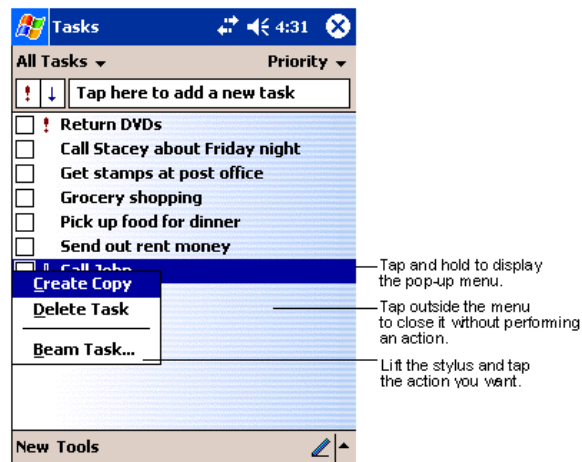 Tasks 4:31
All Tasks Priority
! ↓ Tap here to add a new task
! Return DVDs
Call Stacey about Friday night
Get stamps at post office
Grocery shopping
Pick up food for dinner
Send out rent money
Call John
Create Copy
Delete Task
Beam Task...
New Tools
Tap and hold to display
the pop-up menu.
Tap outside the menu
to close it without performing
an action.
Lift the stylus and tap
the action you want.